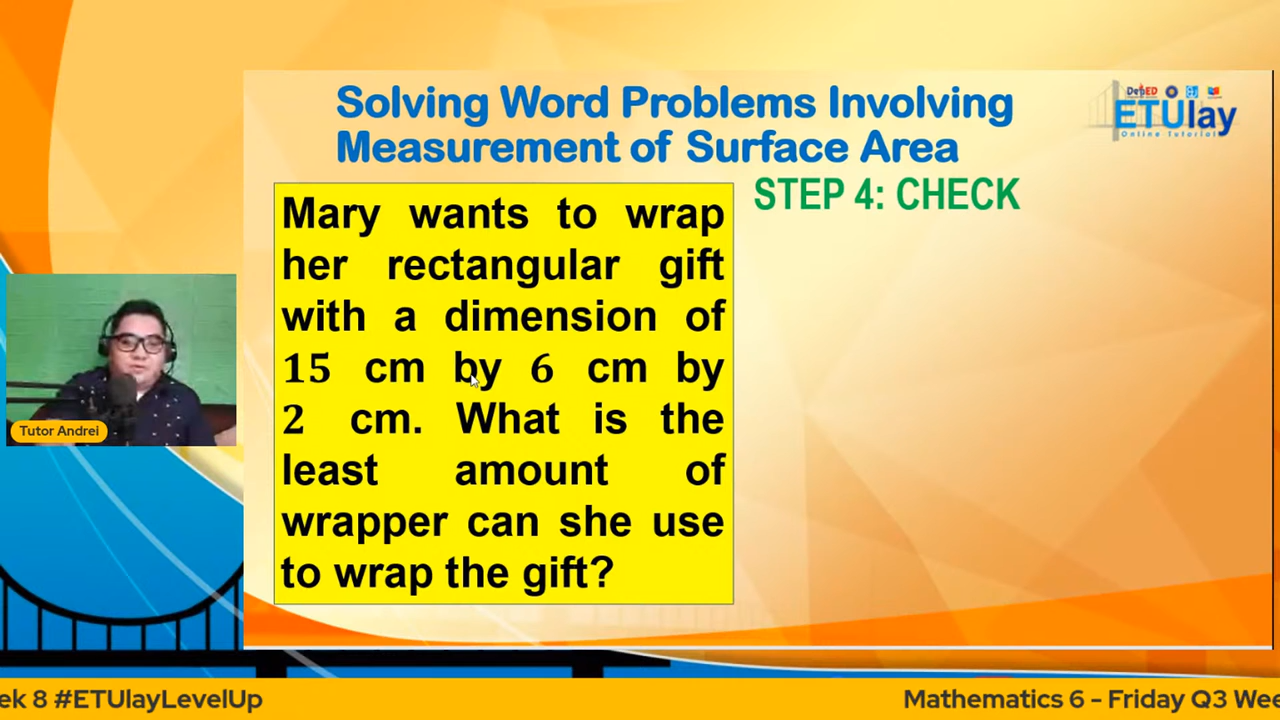 Solving Word Problems Involving
Measurement of Surface Area
DepED
ETUlay
Online Tutorial
STEP 4: CHECK
Mary wants to wrap
her rectangular gift
with a dimension of
15 cm by 6 cm by
2 cm. What is the
least amount of
wrapper can she use
to wrap the gift?
Tutor Andrei
ek 8 #ETUlayLevelUp
Mathematics 6 - Friday Q3 Wee